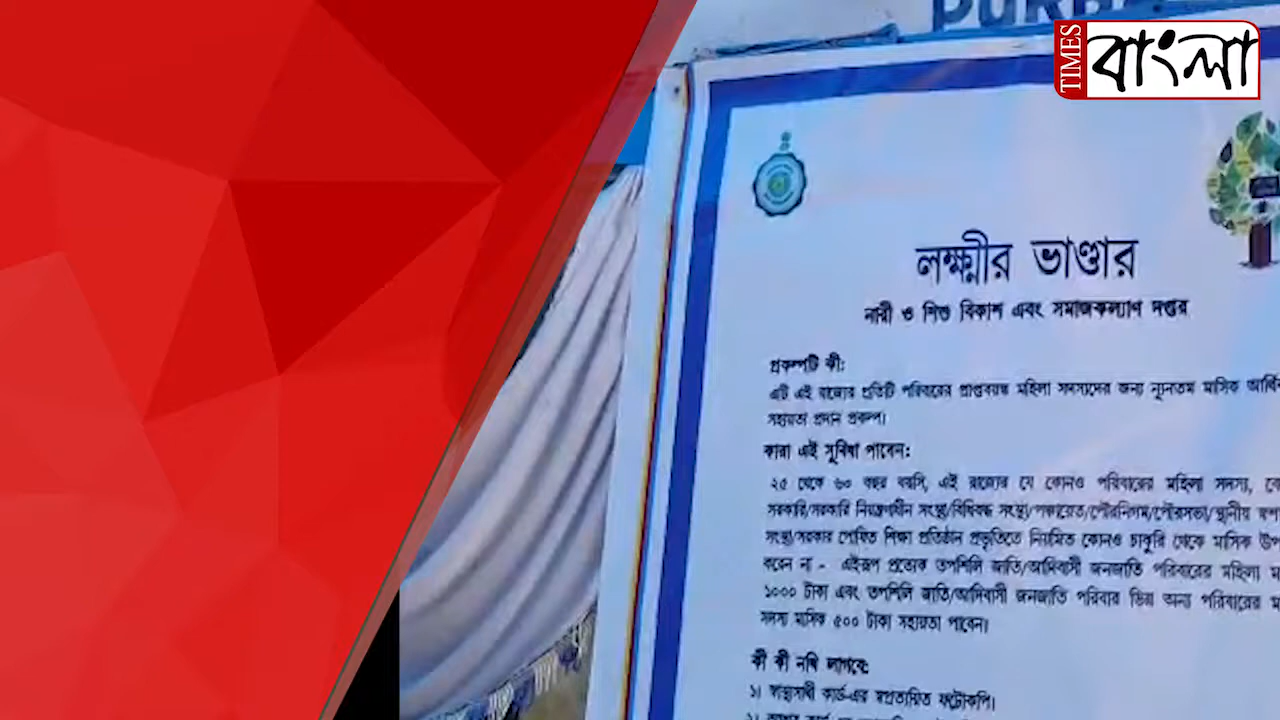 PURBA
TIMES বাংলা
লক্ষ্মীর ভাণ্ডার
নারী ও শিশু বিকাশ এবং সমাজকল্যাণ দপ্তর
প্রকল্পটি কী:
এটি এই রাজ্যের প্রতিটি পরিবারের প্রাপ্তবয়স্ক মহিলা সদস্যদের জন্য ন্যূনতম মাসিক আর্থিক
সহায়তা প্রদান প্রকল্প।
কারা এই সুবিধা পাবেন:
২৫ থেকে ৬০ বছর বয়সি, এই রাজ্যের যে কোনও পরিবারের মহিলা সদস্য,
সরকারি/সরকারি নিয়ন্ত্রণাধীন সংস্থা/বিধিবদ্ধ সংস্থা/পঞ্চায়েত/পৌরনিগম/পৌরসভা/স্থানীয়
সংস্থা/সরকার পোষিত শিক্ষা প্রতিষ্ঠান প্রভৃতিতে নিয়মিত কোনও চাকুরি থেকে মাসিক
করেন না - এইরূপ প্রত্যেক তপশিলি জাতি/আদিবাসী জনজাতি পরিবারের মহিলা
১০০০ টাকা এবং তপশিলি জাতি/আদিবাসী জনজাতি পরিবার ভিন্ন অন্য পরিবারের
সদস্য মাসিক ৫০০ টাকা সহায়তা পাবেন।
কী কী নথি লাগবে:
১। স্বাস্থ্যসাথী কার্ড-এর স্বপ্রত্যয়িত ফটোকপি।